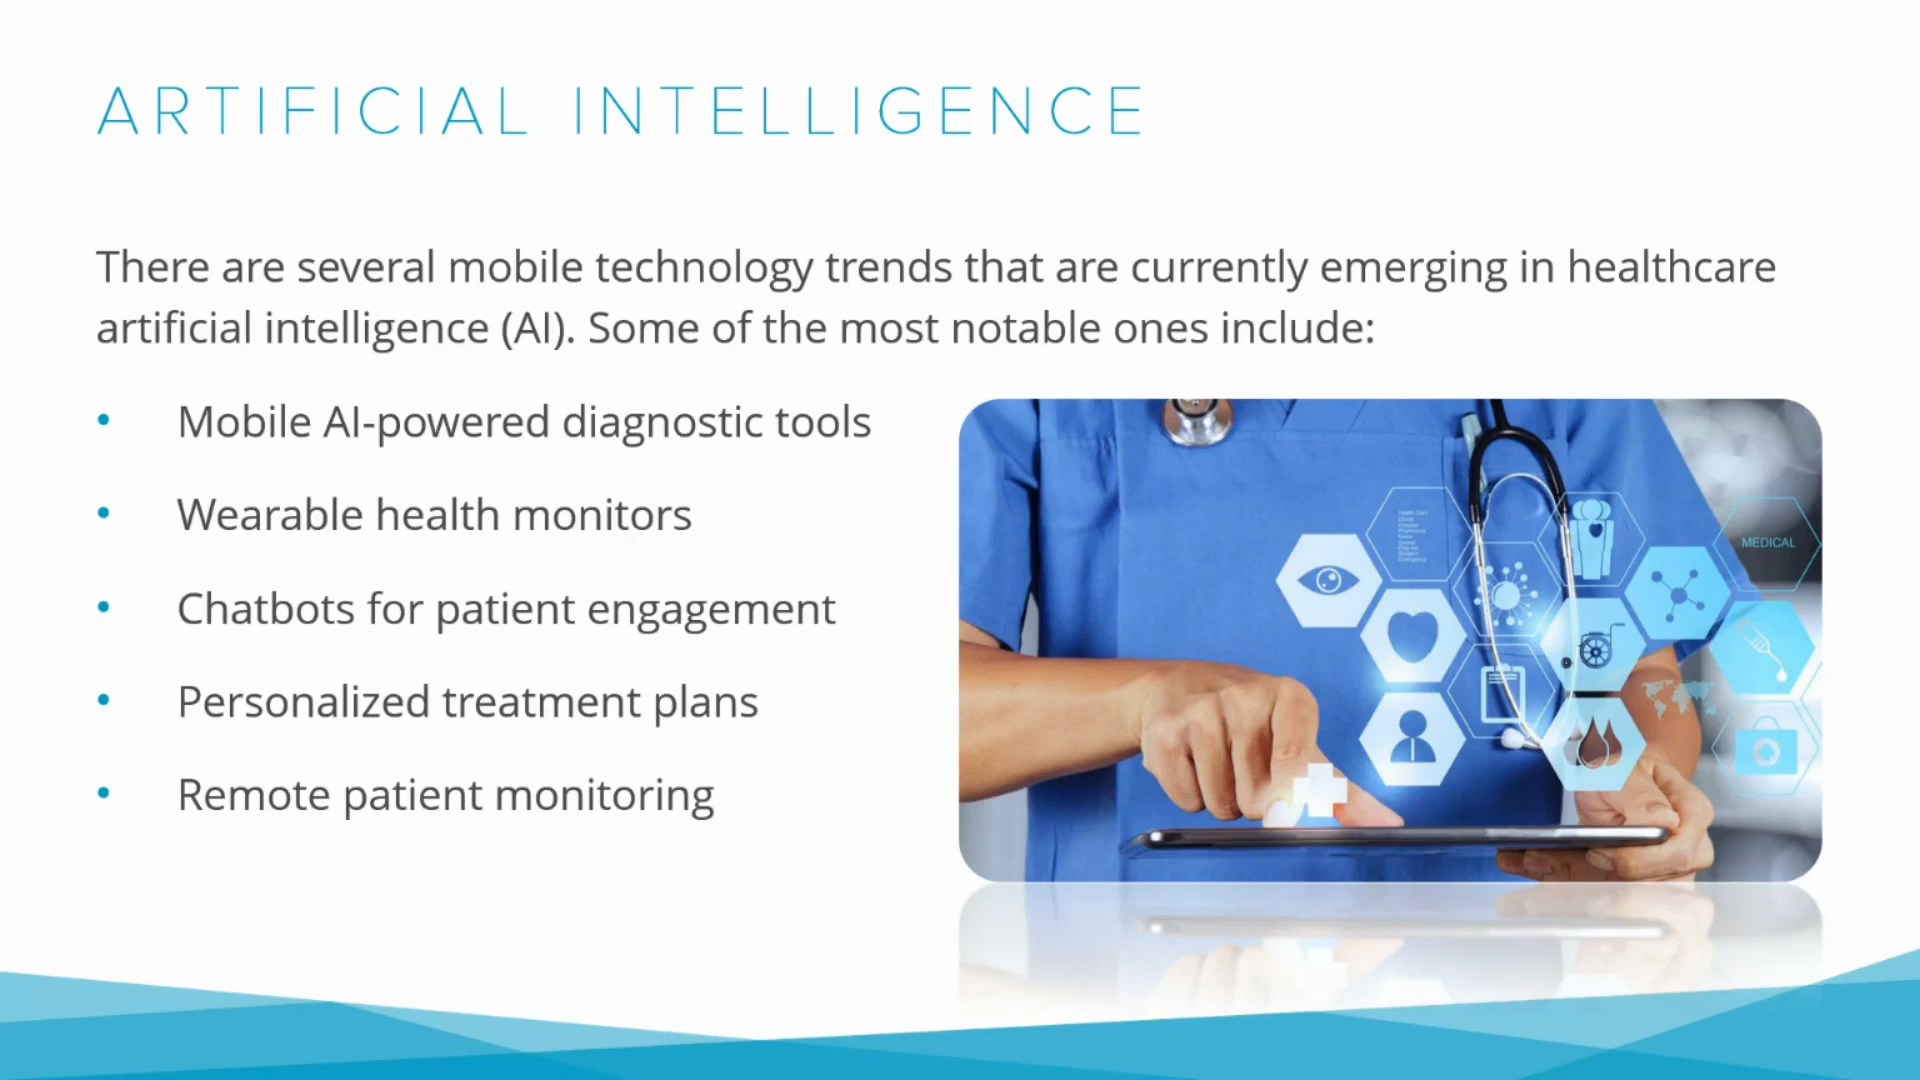 ARTIFICIAL INTELLIGENCE
There are several mobile technology trends that are currently emerging in healthcare
artificial intelligence (AI). Some of the most notable ones include:
• Mobile AI-powered diagnostic tools
• Wearable health monitors
• Chatbots for patient engagement
• Personalized treatment plans
• Remote patient monitoring
Health Care
MEDICAL